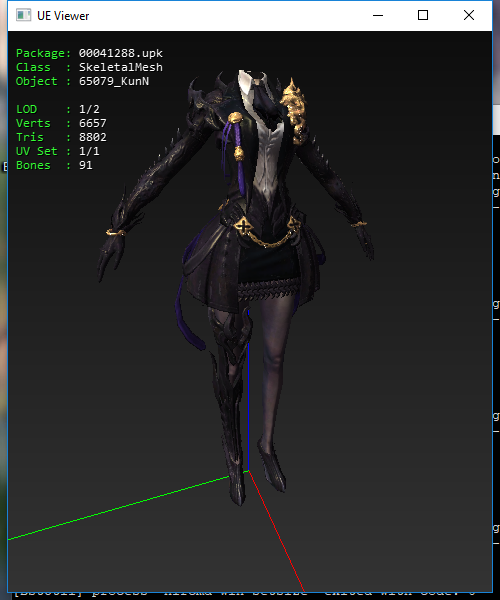 UE Viewer
Package: 00041288.upk
Class : SkeletalMesh
Object : 65079_KunN
LOD : 1/2
Verts : 6657
Tris : 8802
UV Set : 1/1
Bones : 91